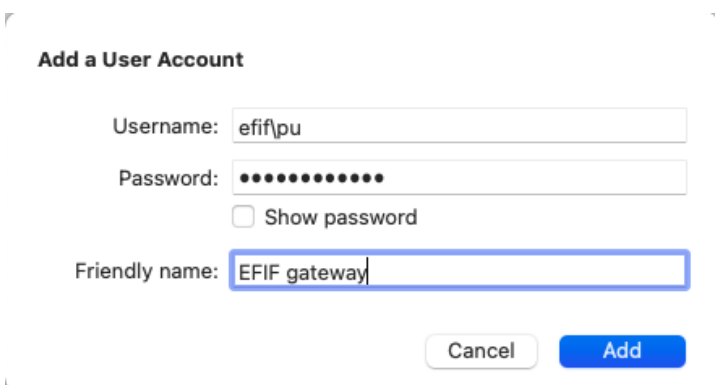 Add a User Account
Username: efif\pu
Password: ••••••••••••
Show password
Friendly name: EFIF gateway
Cancel Add